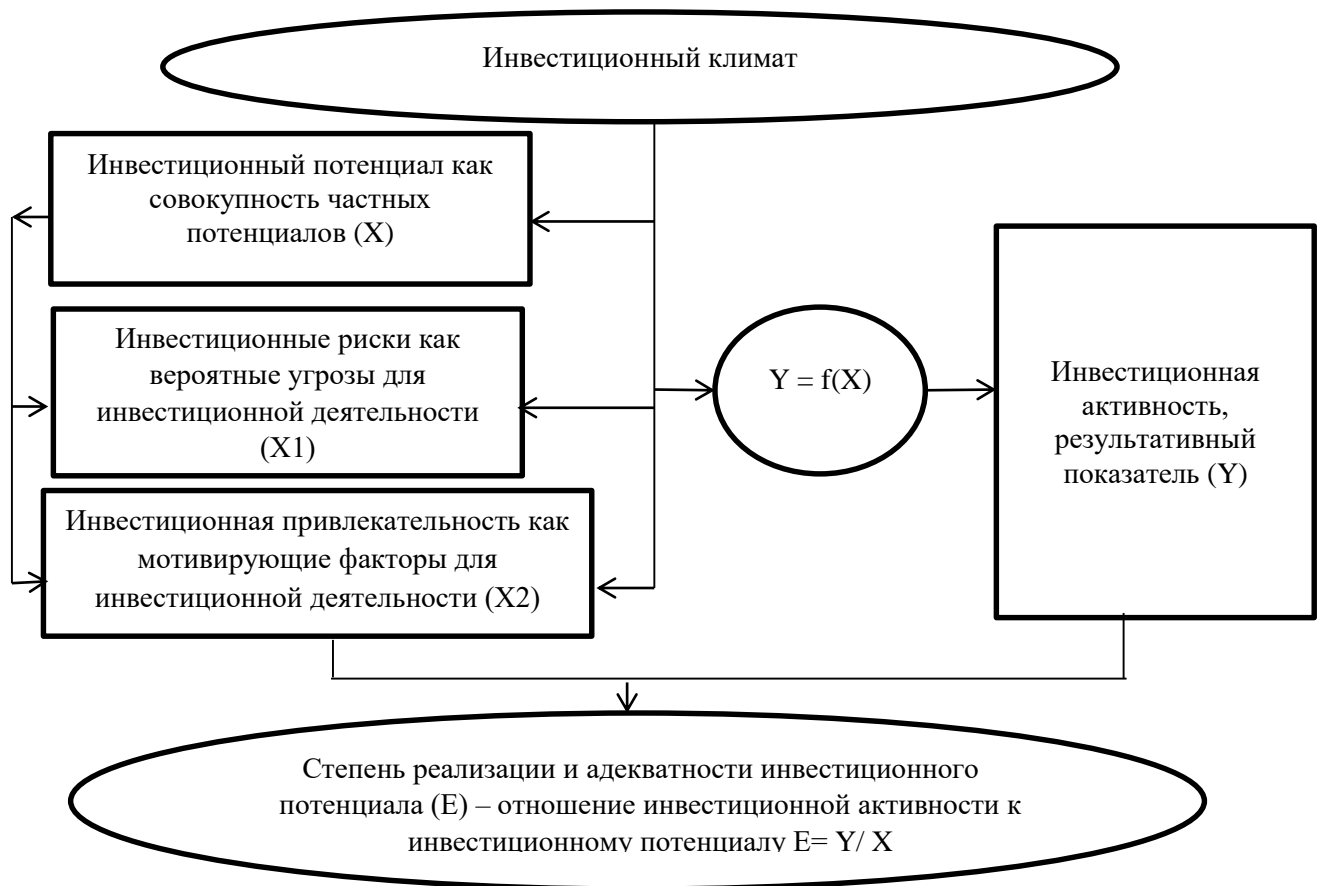 Инвестиционный климат
Инвестиционный потенциал как
совокупность частных
потенциалов (X)
Инвестиционные риски как
вероятные угрозы для
инвестиционной деятельности
(X1)
Инвестиционная привлекательность как
мотивирующие факторы для
инвестиционной деятельности (X2)
Y = f(X)
Инвестиционная
активность,
результативный
показатель (Y)
Степень реализации и адекватности инвестиционного
потенциала (E) – отношение инвестиционной активности к
инвестиционному потенциалу E= Y/ X